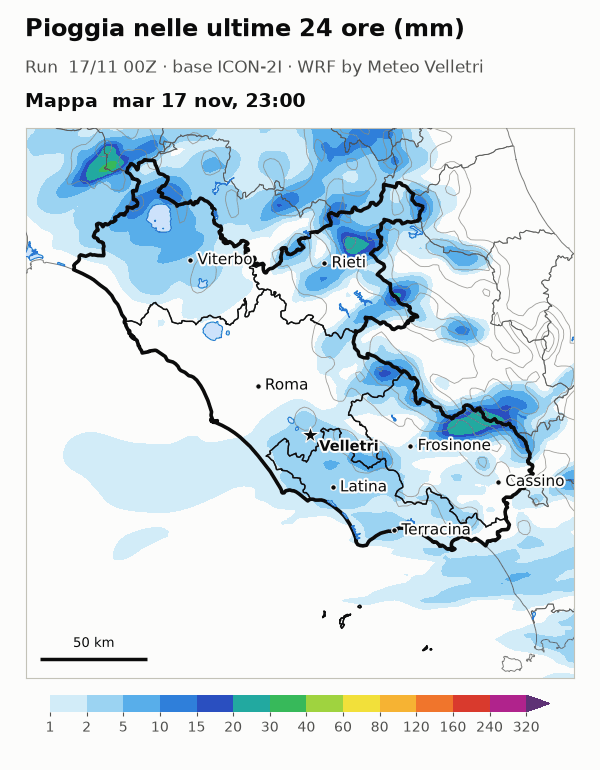 Pioggia nelle ultime 24 ore (mm)
Run  17/11 00Z · base ICON-2I · WRF by Meteo Velletri
Mappa  mar 17 nov, 23:00
Viterbo
Rieti
Roma
Velletri
Frosinone
Cassino
Latina
Terracina
50 km
1 2 5 10 15 20 30 40 60 80 120 160 240 320